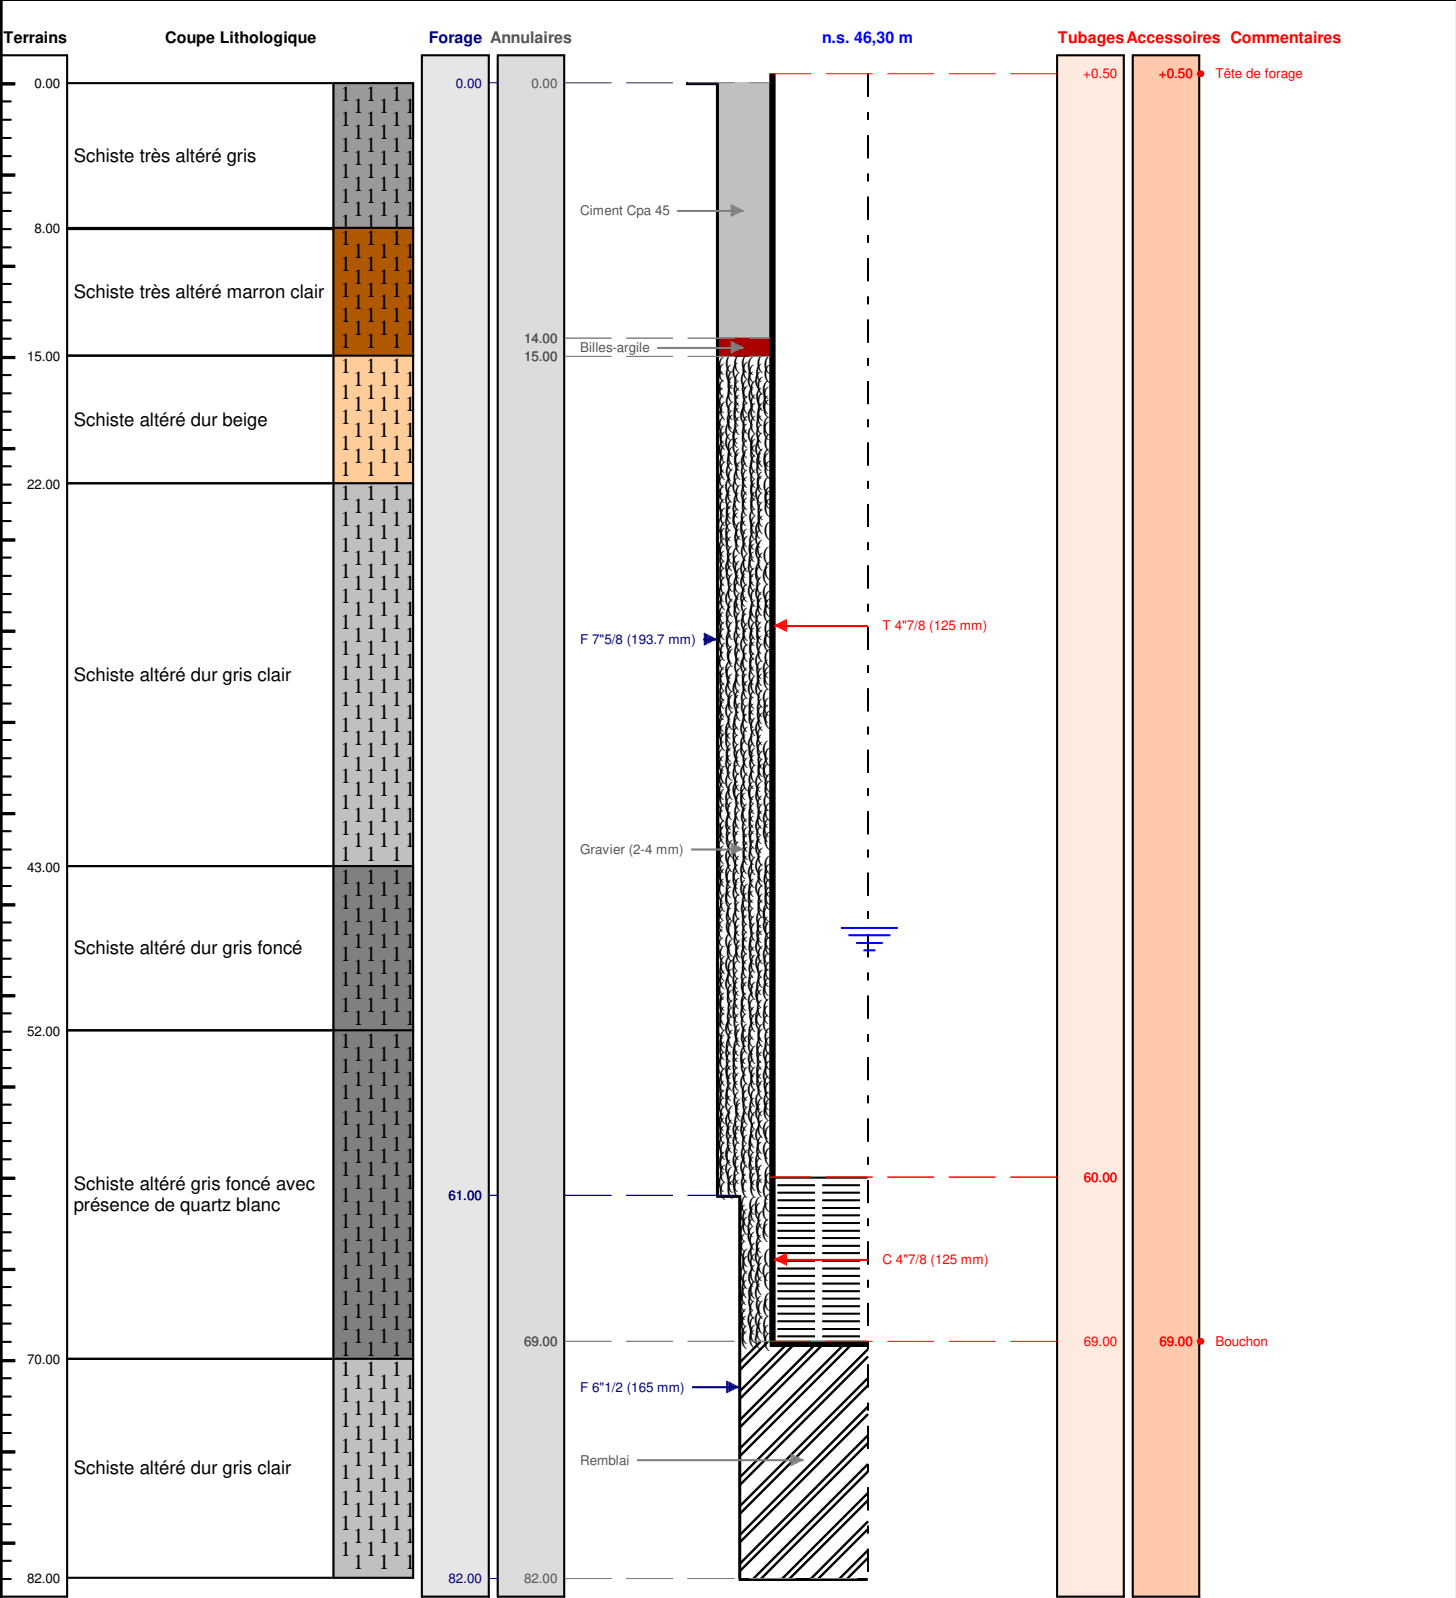 Terrains Coupe Lithologique Forage Annulaires n.s. 46,30 m Tubages Accessoires Commentaires
+0.50 +0.50 Tête de forage
0.00 0.00 0.00
Schiste très altéré gris
Ciment Cpa 45
8.00
Schiste très altéré marron clair
14.00
Billes-argile
15.00 15.00
Schiste altéré dur beige
22.00
T 4"7/8 (125 mm)
F 7"5/8 (193.7 mm)
Schiste altéré dur gris clair
Gravier (2-4 mm)
43.00
Schiste altéré dur gris foncé
52.00
60.00
Schiste altéré gris foncé avec
présence de quartz blanc
61.00
C 4"7/8 (125 mm)
69.00 69.00 69.00 Bouchon
70.00
F 6"1/2 (165 mm)
Remblai
Schiste altéré dur gris clair
82.00 82.00 82.00